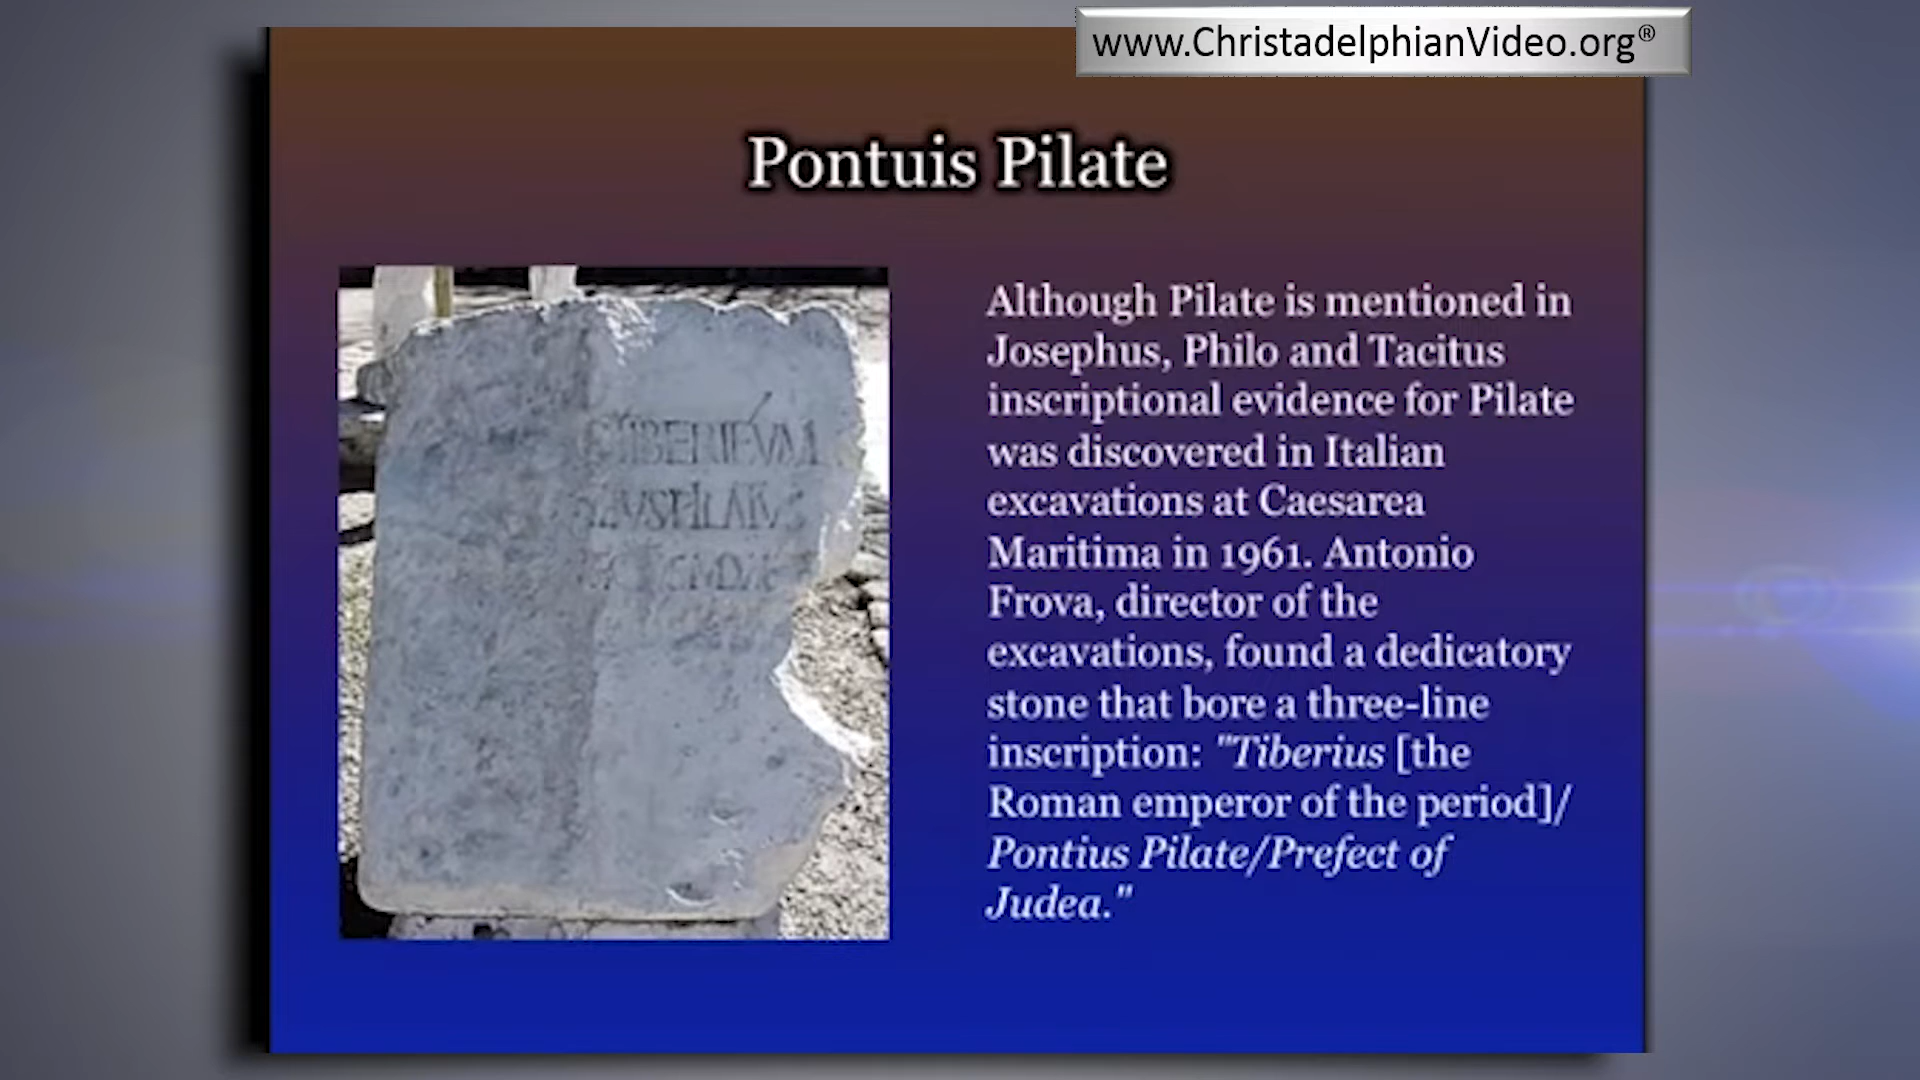 www.ChristadelphianVideo.org®
Pontuis Pilate
Although Pilate is mentioned in
Josephus, Philo and Tacitus
inscriptional evidence for Pilate
was discovered in Italian
excavations at Caesarea
Maritima in 1961. Antonio
Frova, director of the
excavations, found a dedicatory
stone that bore a three-line
inscription: "Tiberius [the
Roman emperor of the period]/
Pontius Pilate/Prefect of
Judea."